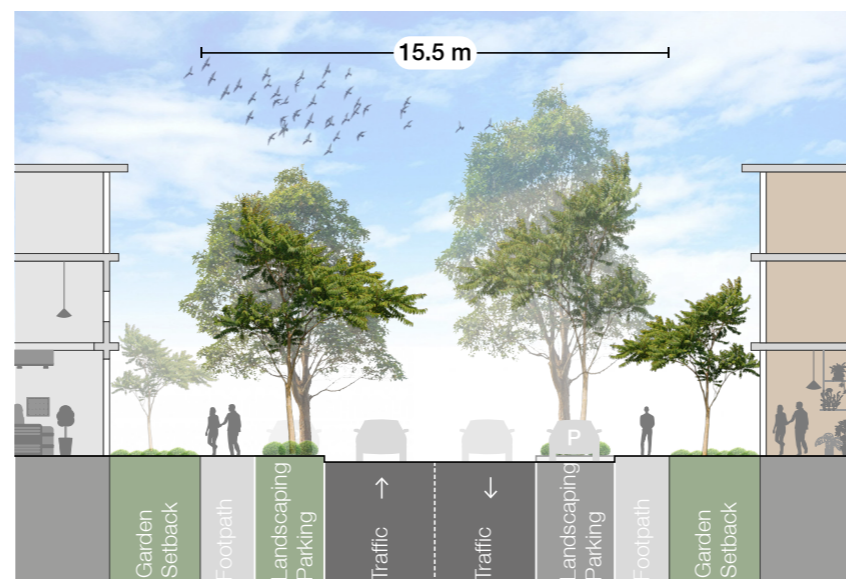 15.5 m
P
Garden
Setback
Footpath
Landscaping
Parking
Traffic
Traffic
Landscaping
Parking
Footpath
Garden
Setback